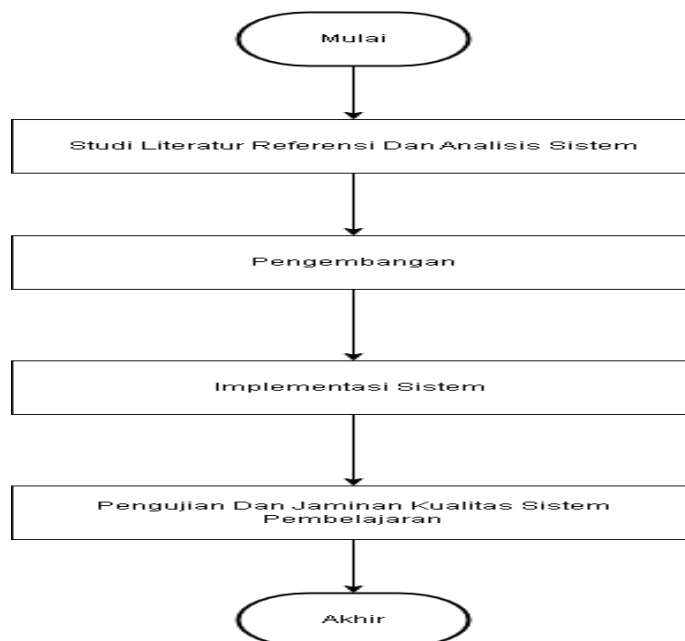 Mulai
Studi Literatur Referensi Dan Analisis Sistem
Pengembangan
Implementasi Sistem
Pengujian Dan Jaminan Kualitas Sistem
Pembelajaran
Akhir